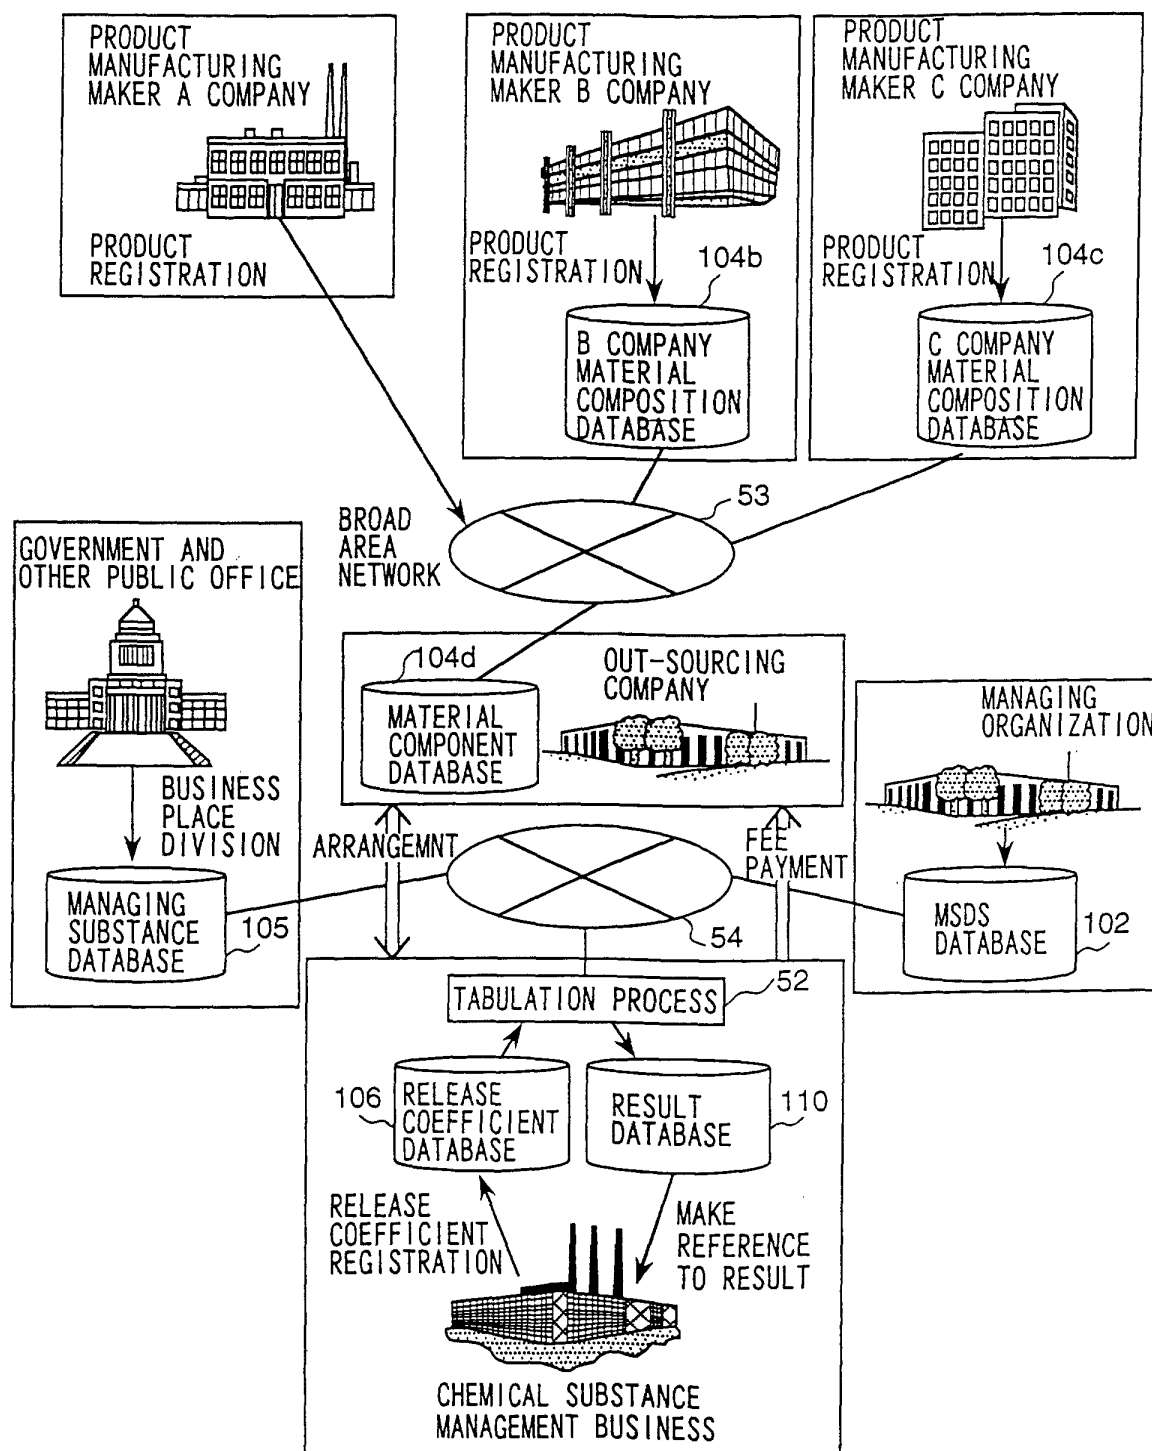 PRODUCT
MANUFACTURING
MAKER A COMPANY
PRODUCT
REGISTRATION
PRODUCT
MANUFACTURING
MAKER B COMPANY
PRODUCT
REGISTRATION
104b
B COMPANY
MATERIAL
COMPOSITION
DATABASE
PRODUCT
MANUFACTURING
MAKER C COMPANY
PRODUCT
REGISTRATION
104c
C COMPANY
MATERIAL
COMPOSITION
DATABASE
53
BROAD
AREA
NETWORK
GOVERNMENT AND
OTHER PUBLIC OFFICE
BUSINESS
PLACE
DIVISION
MANAGING
SUBSTANCE
DATABASE
105
104d
MATERIAL
COMPONENT
DATABASE
OUT-SOURCING
COMPANY
MANAGING
ORGANIZATION
MSDS
DATABASE
102
ARRANGEMNT
FEE
PAYMENT
54
TABULATION PROCESS
52
106
RELEASE
COEFFICIENT
DATABASE
RESULT
DATABASE
110
RELEASE
COEFFICIENT
REGISTRATION
MAKE
REFERENCE
TO RESULT
CHEMICAL SUBSTANCE
MANAGEMENT BUSINESS